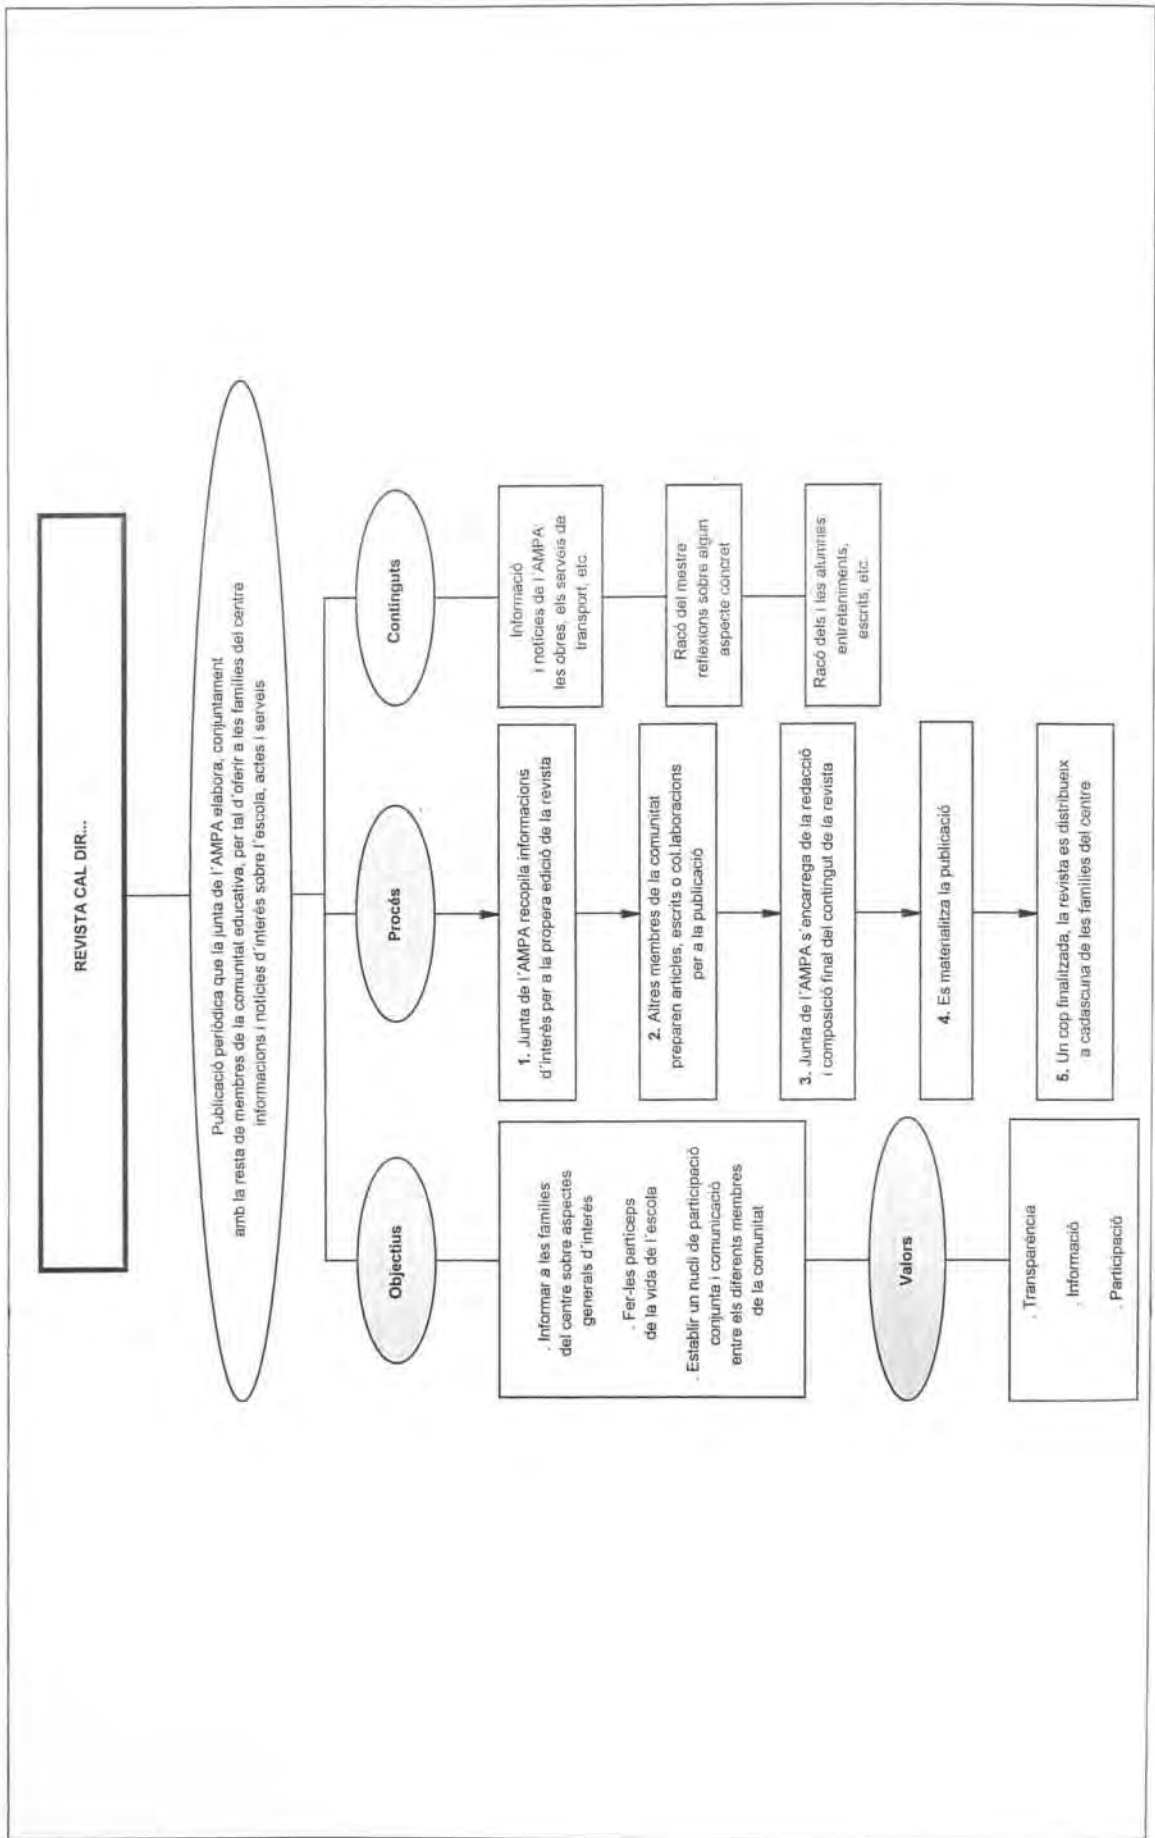 REVISTA CAL DIR...
Publicació periòdica que la junta de l'AMPA elabora, conjuntament
amb la resta de membres de la comunitat educativa, per tal d'oferir a les famílies del centre
informacions i notícies d'interès sobre l'escola, actes i serveis
Objectius
. Informar a les famílies
del centre sobre aspectes
generals d'interès
. Fer-les partíceps
de la vida de l'escola
. Establir un nucli de participació
conjunta i comunicació
entre els diferents membres
de la comunitat
Valors
. Transparència
. Informació
. Participació
Procés
1. Junta de l'AMPA recopila informacions
d'interès per a la propera edició de la revista
2. Altres membres de la comunitat
preparen articles, escrits o col.laboracions
per a la publicació
3. Junta de l'AMPA s'encarrega de la redacció
i composició final del contingut de la revista
4. Es materialitza la publicació
5. Un cop finalitzada, la revista es distribueix
a cadascuna de les famílies del centre
Continguts
Informació
i notícies de l'AMPA:
les obres, els serveis de
transport, etc.
Racó del mestre
reflexions sobre algun
aspecte concret
Racó dels i les alumnes
entreteniments,
escrits, etc.